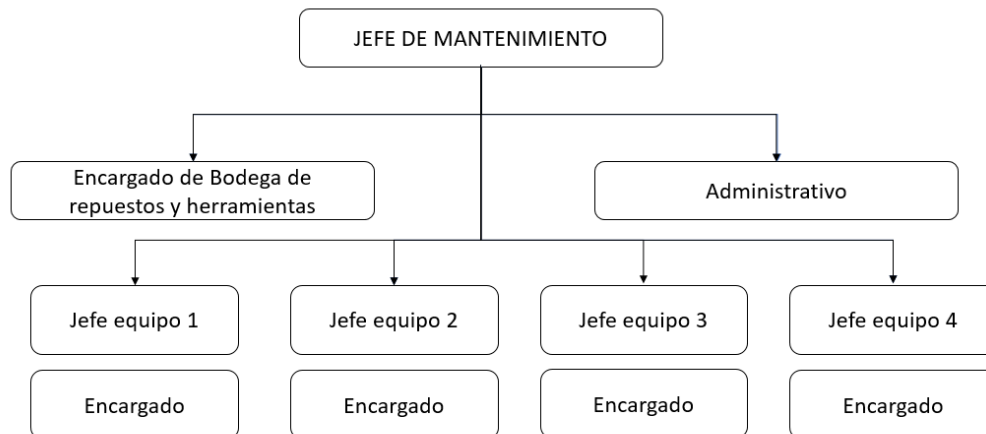 JEFE DE MANTENIMIENTO
Encargado de Bodega de
repuestos y herramientas
Administrativo
Jefe equipo 1
Jefe equipo 2
Jefe equipo 3
Jefe equipo 4
Encargado
Encargado
Encargado
Encargado